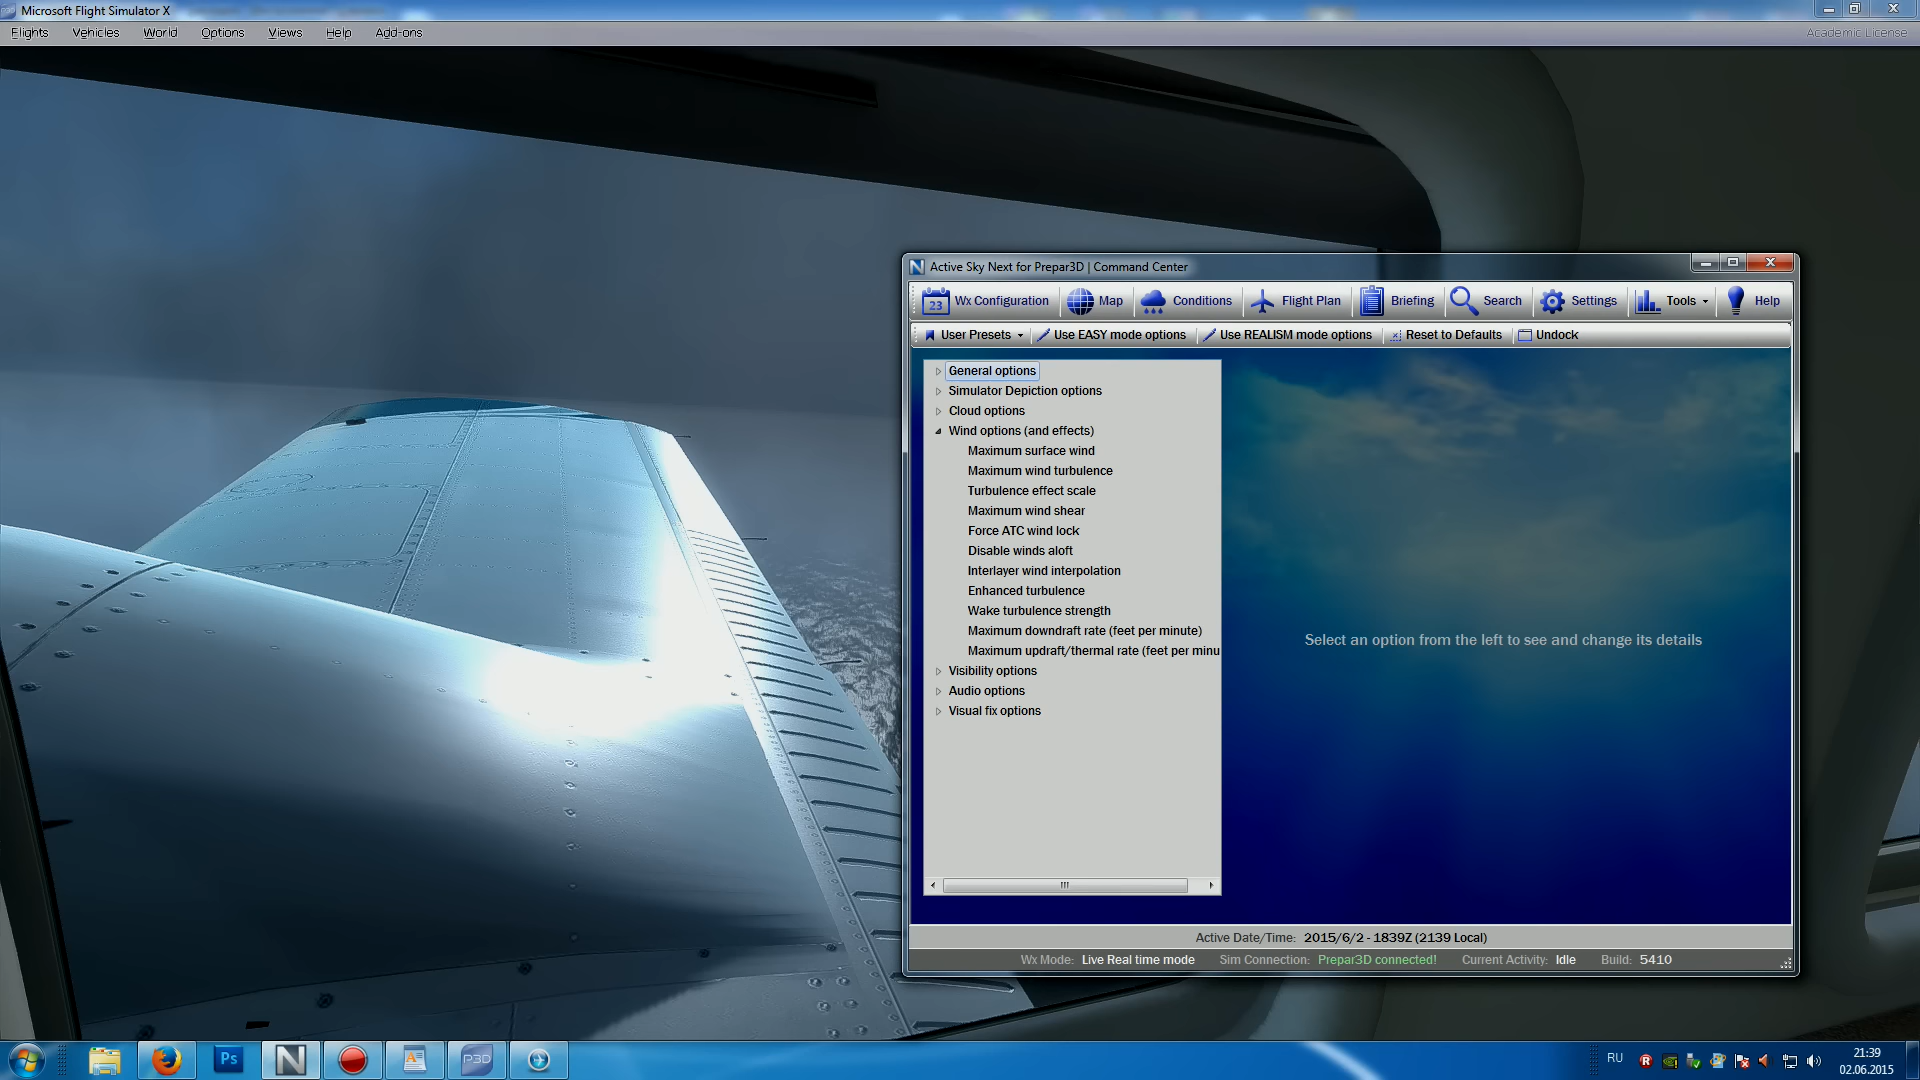 Microsoft Flight Simulator X
Flights Vehicles World Options Views Help Add-ons Academic License
Active Sky Next for Prepar3D | Command Center
23 Wx Configuration Map Conditions Flight Plan Briefing Search Settings Tools Help
User Presets Use EASY mode options Use REALISM mode options Reset to Defaults Undock
General options
Simulator Depiction options
Cloud options
Wind options (and effects)
Maximum surface wind
Maximum wind turbulence
Turbulence effect scale
Maximum wind shear
Force ATC wind lock
Disable winds aloft
Interlayer wind interpolation
Enhanced turbulence
Wake turbulence strength
Maximum downdraft rate (feet per minute)
Maximum updraft/thermal rate (feet per minu
Visibility options
Audio options
Visual fix options
Select an option from the left to see and change its details
Active Date/Time: 2015/6/2 - 1839Z (2139 Local)
Wx Mode: Live Real time mode Sim Connection: Prepar3D connected! Current Activity: Idle Build: 5410
Ps N P3D RU R 21:39
02.06.2015